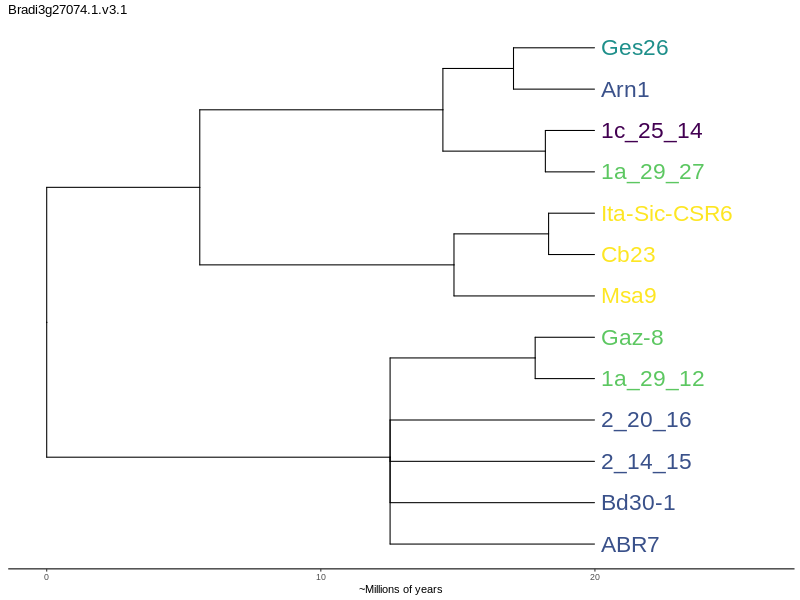 Bradi3g27074.1.v3.1
Ges26
Arn1
1c_25_14
1a_29_27
Ita-Sic-CSR6
Cb23
Msa9
Gaz-8
1a_29_12
2_20_16
2_14_15
Bd30-1
ABR7
0 10 20
~Millions of years